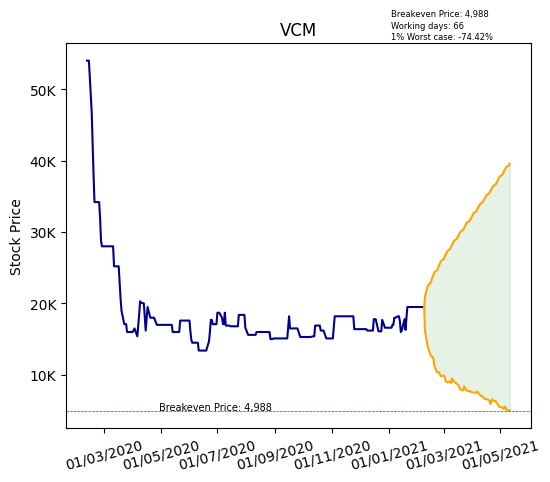 Breakeven Price: 4,988
Working days: 66
1% Worst case: -74.42%
VCM
Stock Price
50K
40K
30K
20K
10K
Breakeven Price: 4,988
01/03/2020 01/05/2020 01/07/2020 01/09/2020 01/11/2020 01/01/2021 01/03/2021 01/05/2021